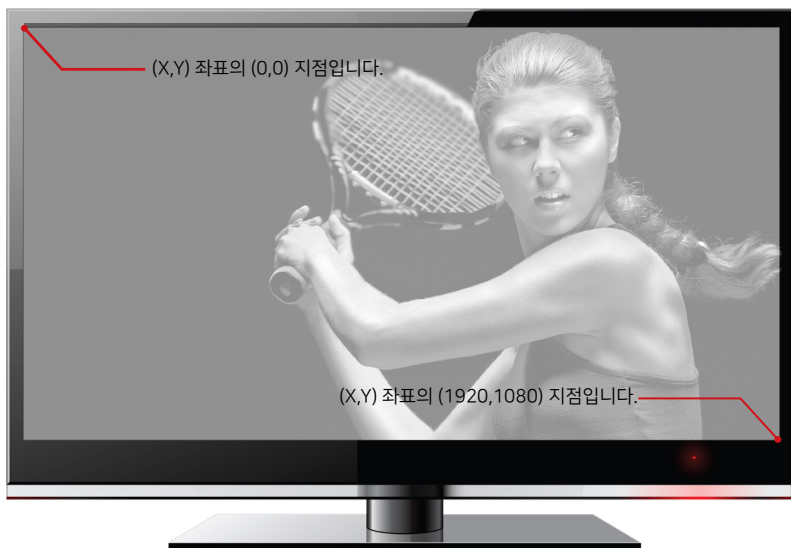 (X,Y) 좌표의 (0,0) 지점입니다.
(X,Y) 좌표의 (1920,1080) 지점입니다.